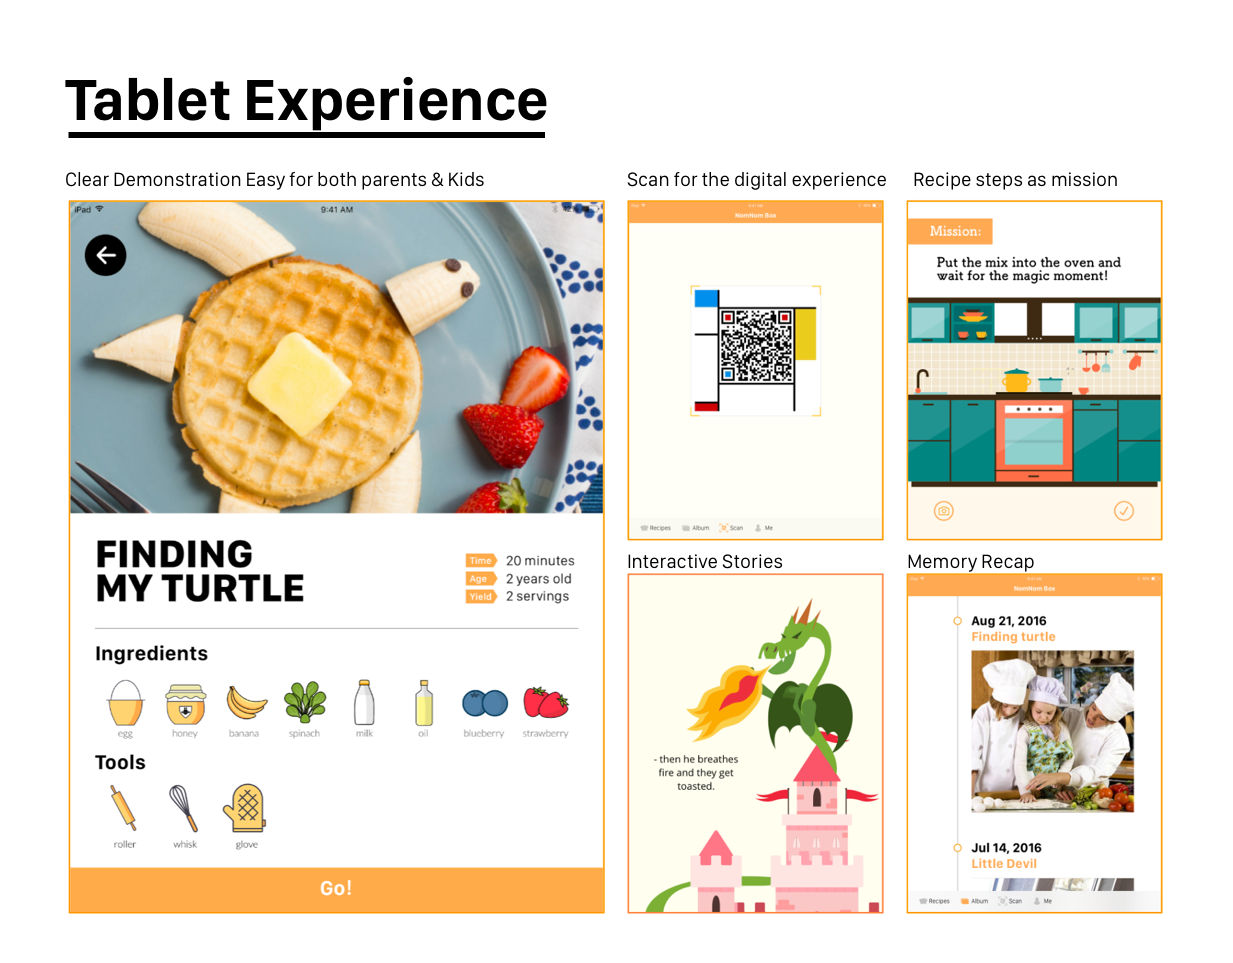 Tablet Experience
Clear Demonstration Easy for both parents & Kids
iPad
9:41 AM
FINDING
MY TURTLE
Time 20 minutes
Age 2 years old
Yield 2 servings
Ingredients
egg honey banana spinach milk oil blueberry strawberry
Tools
roller whisk glove
Go!
Scan for the digital experience
NomNom Box
Recipes Album Scan Me
Recipe steps as mission
Mission:
Put the mix into the oven and
wait for the magic moment!
Interactive Stories
- then he breathes
fire and they get
toasted.
Memory Recap
NomNom Box
Aug 21, 2016
Finding turtle
Jul 14, 2016
Little Devil
Recipes Album Scan Me